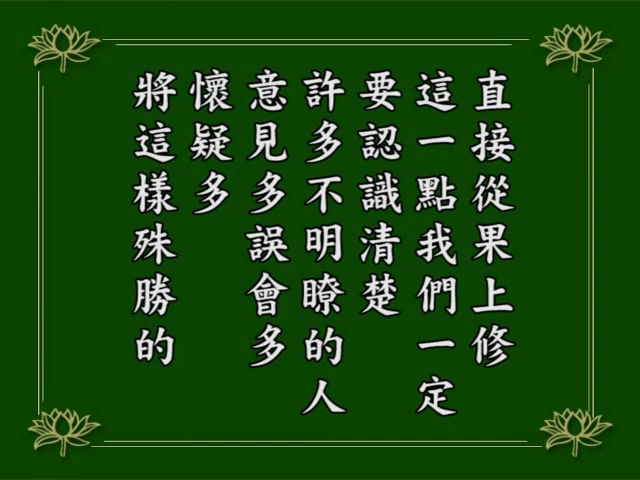 直接從果上修
這一點我們一定
要認識清楚
許多不明瞭的人
意見多誤會多
懷疑多
將這樣殊勝的